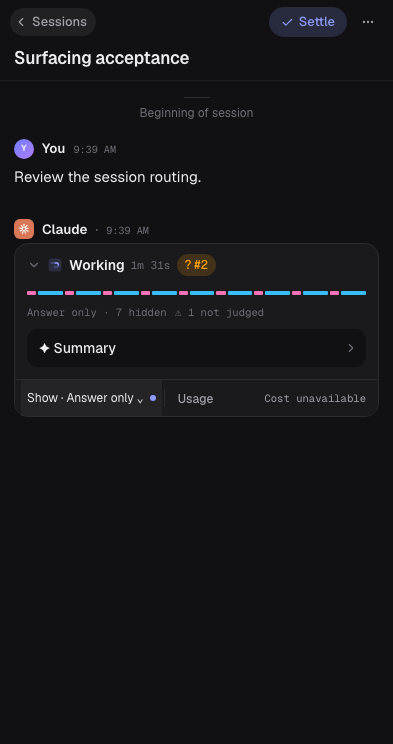 Sessions
Settle
Surfacing acceptance
Beginning of session
Y You 9:39 AM
Review the session routing.
Claude · 9:39 AM
Working 1m 31s ? #2
Answer only · 7 hidden ⚠ 1 not judged
Summary
Show · Answer only Usage Cost unavailable